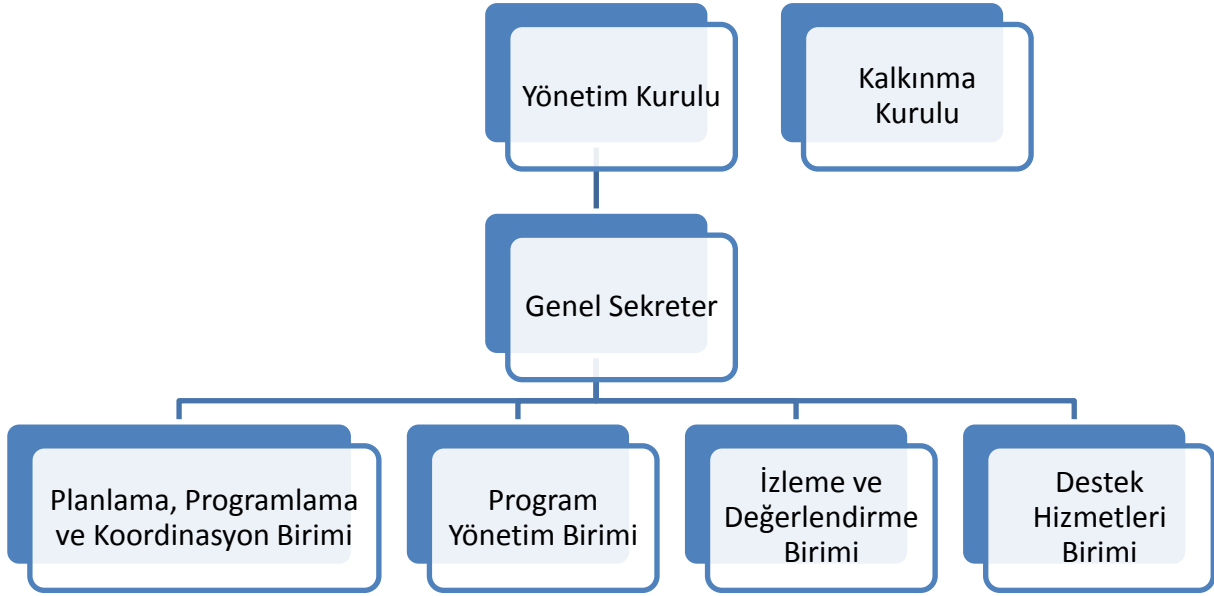 Yönetim Kurulu
Kalkınma
Kurulu
Genel Sekreter
Planlama, Programlama
ve Koordinasyon Birimi
Program
Yönetim Birimi
İzleme ve
Değerlendirme
Birimi
Destek
Hizmetleri
Birimi